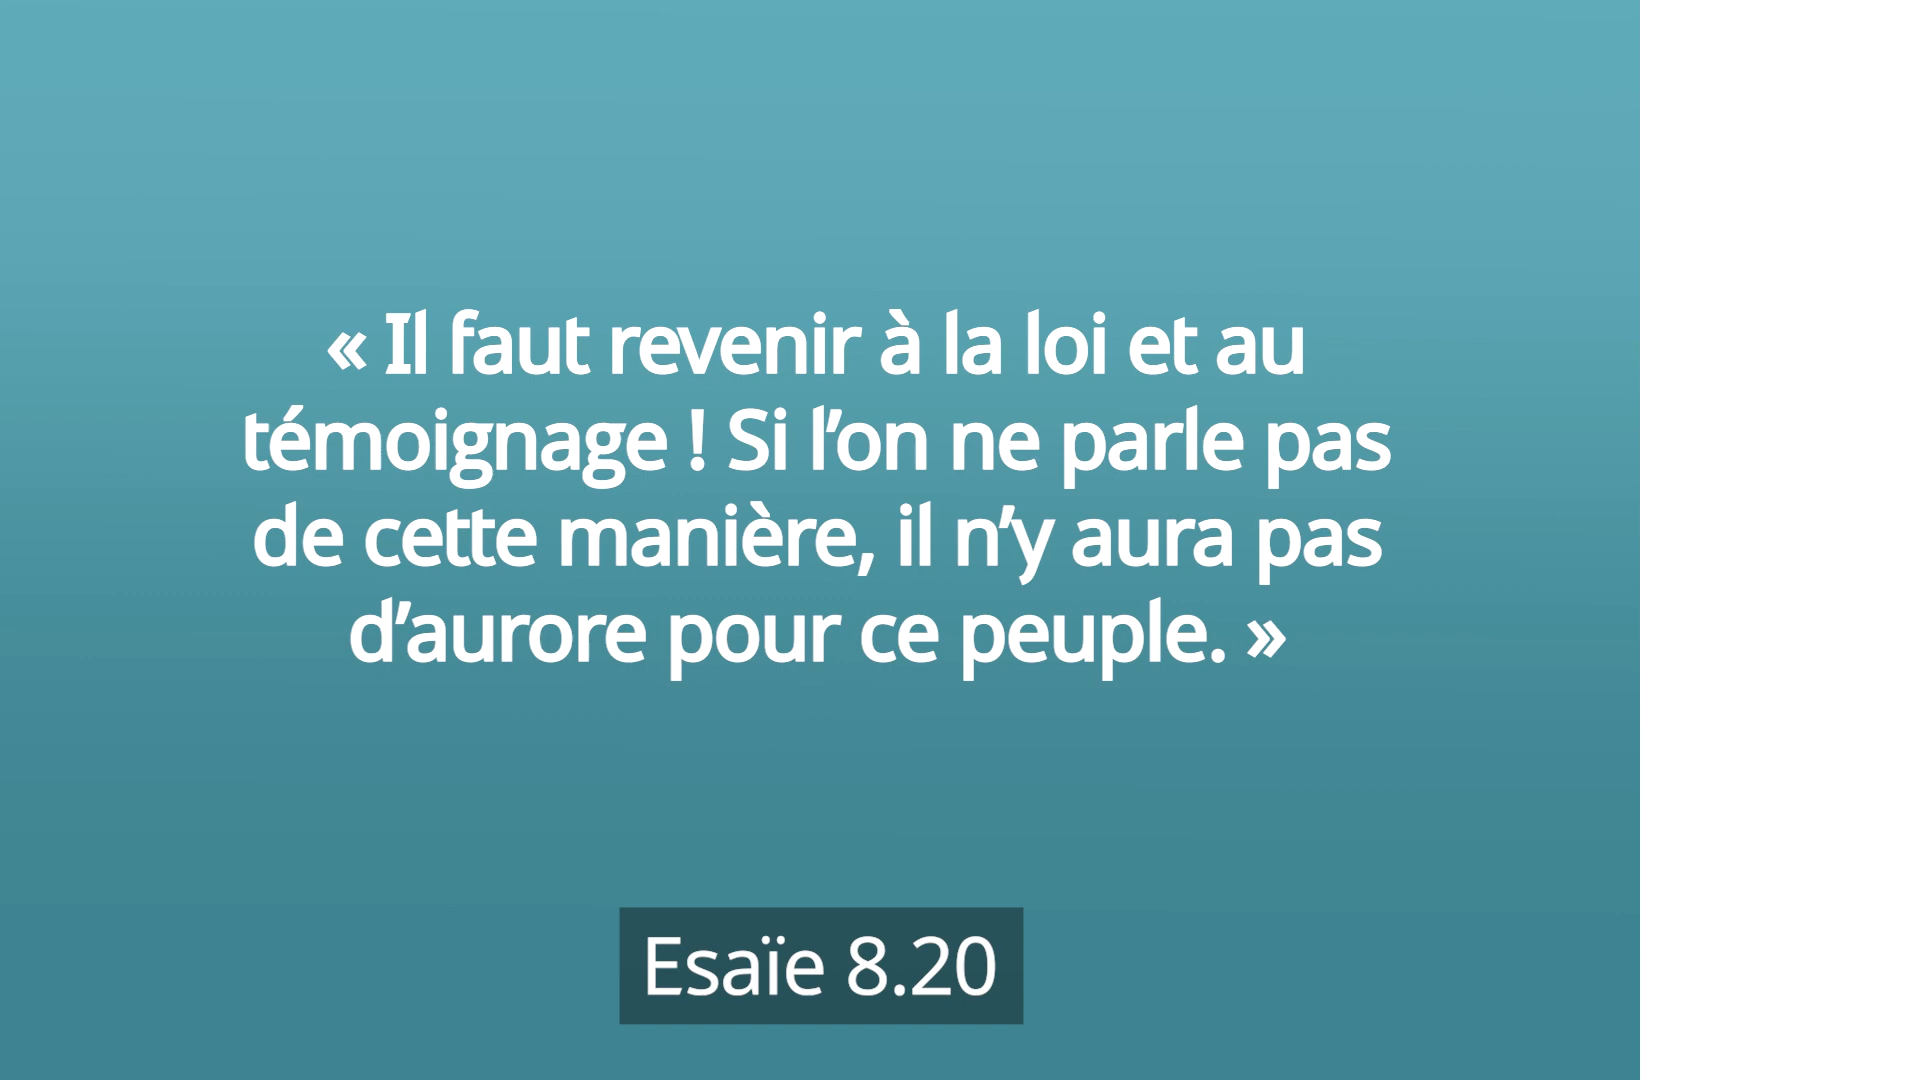 « Il faut revenir à la loi et au
témoignage ! Si l’on ne parle pas
de cette manière, il n’y aura pas
d’aurore pour ce peuple. »
Esaïe 8.20